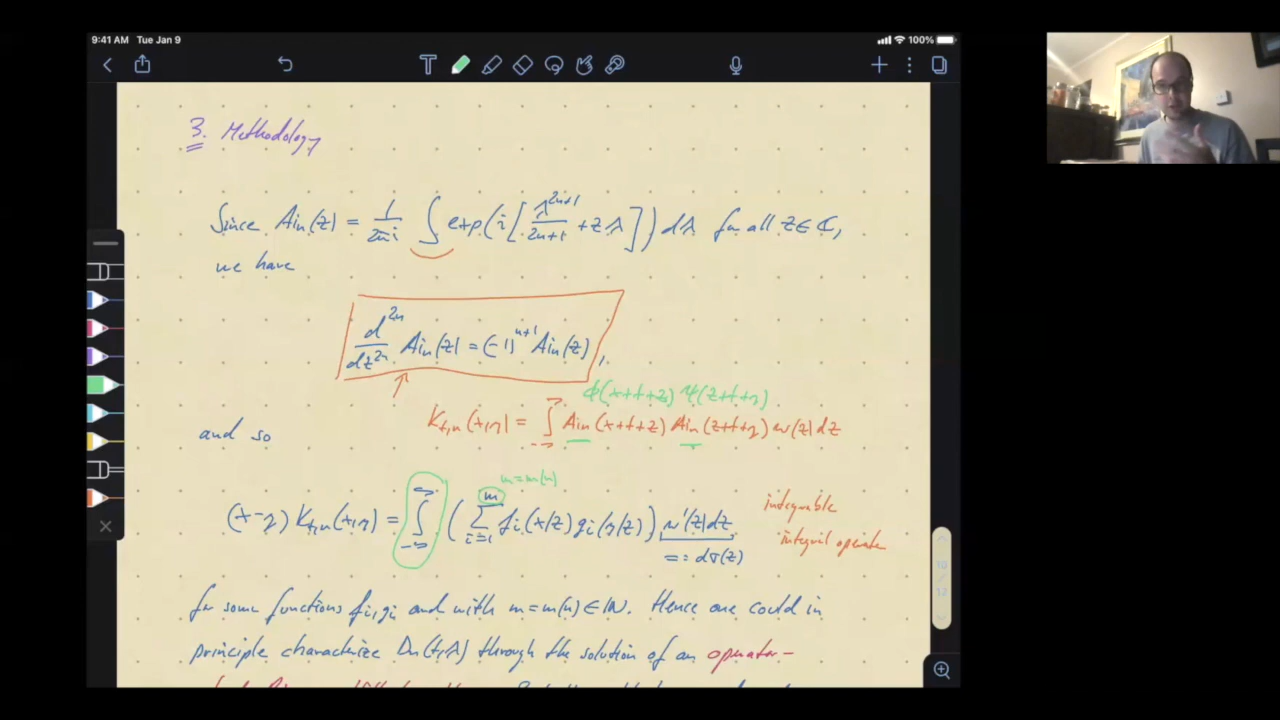 9:41 AM Tue Jan 9
100%
3. Methodology
Since Ai_n(z) = 1/2πi ∫ exp(i[λ^{2n+1}/2n+1 + zλ]) dλ for all z ∈ ℂ,
we have
d^{2n}/dz^{2n} Ai_n(z) = (-1)^{n+1} Ai_n(z),
ϕ(x+t+z) ψ(z+t+y)
K_{t,n}(x,y) = ∫_{-∞}^{∞} Ai_n(x+t+z) Ai_n(z+t+y) w(z) dz
and so
m = m(n)
(x-y) K_{t,n}(x,y) = ∫_{-∞}^{∞} ( ∑_{i=1}^{m} f_i(x|z) g_i(y|z) ) w'(z) dz
=: dσ(z)
integrable
integral operator
for some functions f_i, g_i and with m = m(n) ∈ ℕ. Hence one could in
principle characterize D_n(t,λ) through the solution of an operator-